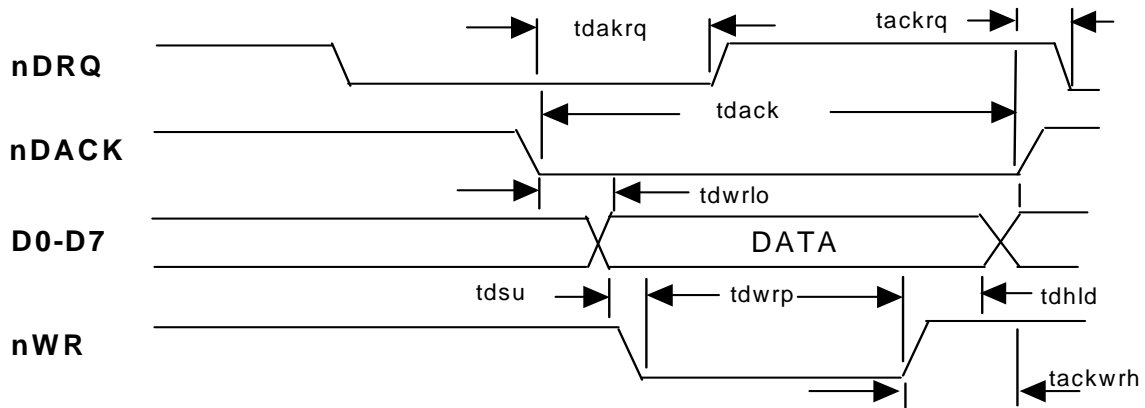 tdakrq
tackrq
nDRQ
tdack
nDACK
tdwrlo
D0-D7
DATA
tdsu
tdwrp
tdhld
nWR
tackwrh